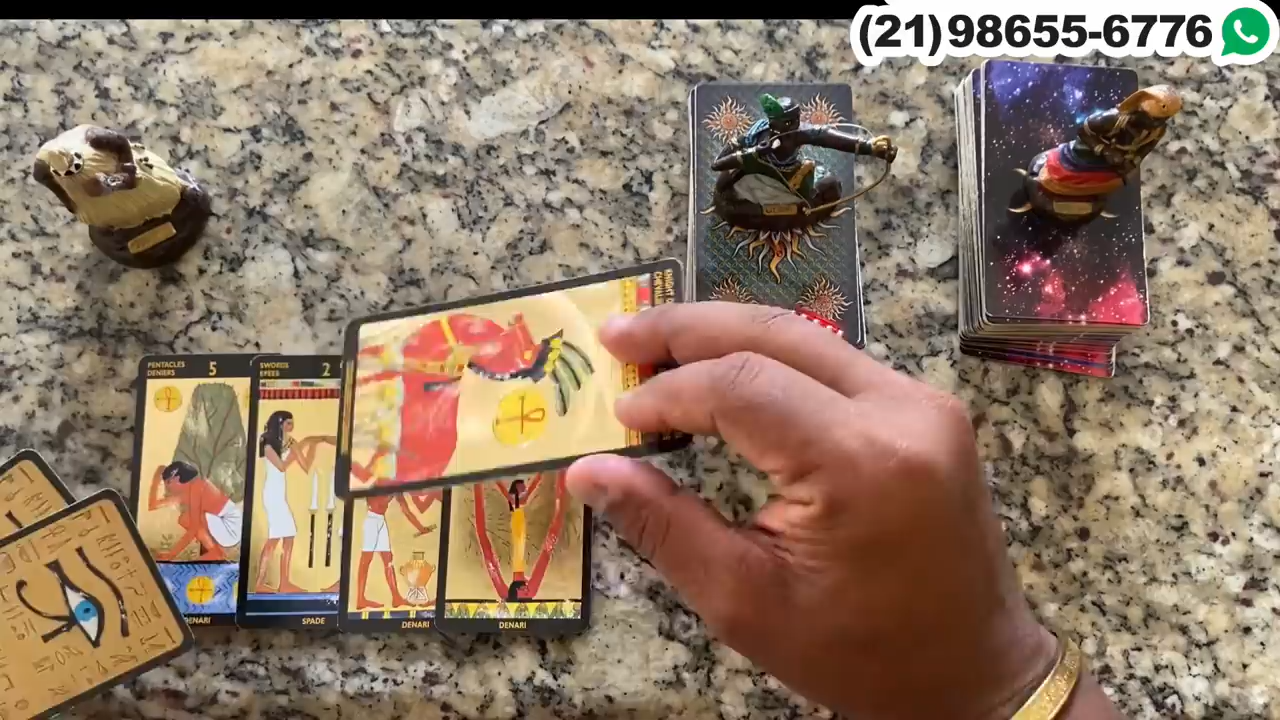 (21)98655-6776
PENTACLES
DENIERS
5
SWORDS
EPEES
2
DENARI
SPADE
DENARI
DENARI